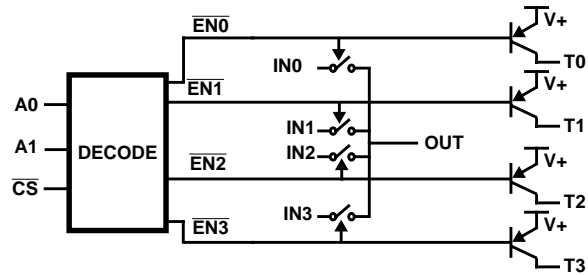 EN0
V+
IN0
T0
EN1
V+
A0
IN1
T1
A1
DECODE
OUT
IN2
EN2
V+
CS
T2
IN3
EN3
V+
T3